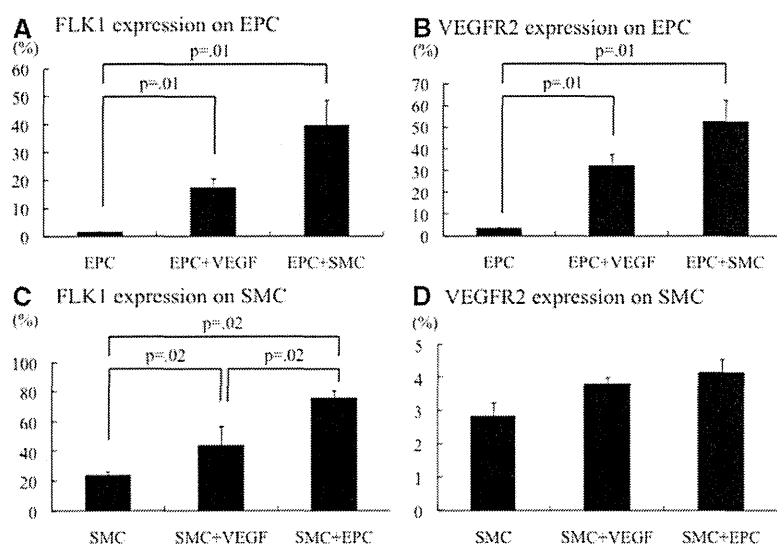 A FLK1 expression on EPC
(%)
p=.01
p=.01
60
50
40
30
20
10
0
EPC EPC+VEGF EPC+SMC
B VEGFR2 expression on EPC
(%)
p=.01
p=.01
70
60
50
40
30
20
10
0
EPC EPC+VEGF EPC+SMC
C FLK1 expression on SMC
(%)
p=.02
p=.02 p=.02
100
80
60
40
20
0
SMC SMC+VEGF SMC+EPC
D VEGFR2 expression on SMC
(%)
5
4
3
2
1
0
SMC SMC+VEGF SMC+EPC